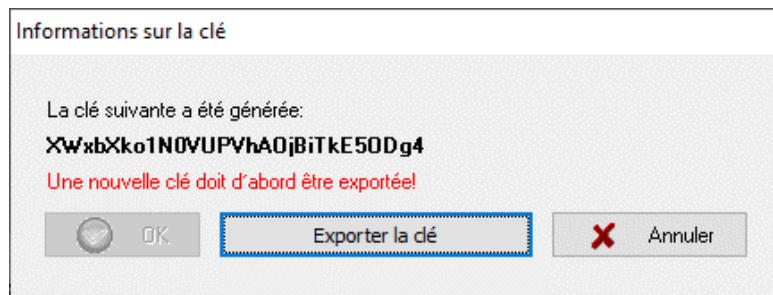 Informations sur la clé
La clé suivante a été générée:
XWxbXko1N0VUPVhAOjBiTkE5ODg4
Une nouvelle clé doit d´abord être exportée!
OK Exporter la clé Annuler